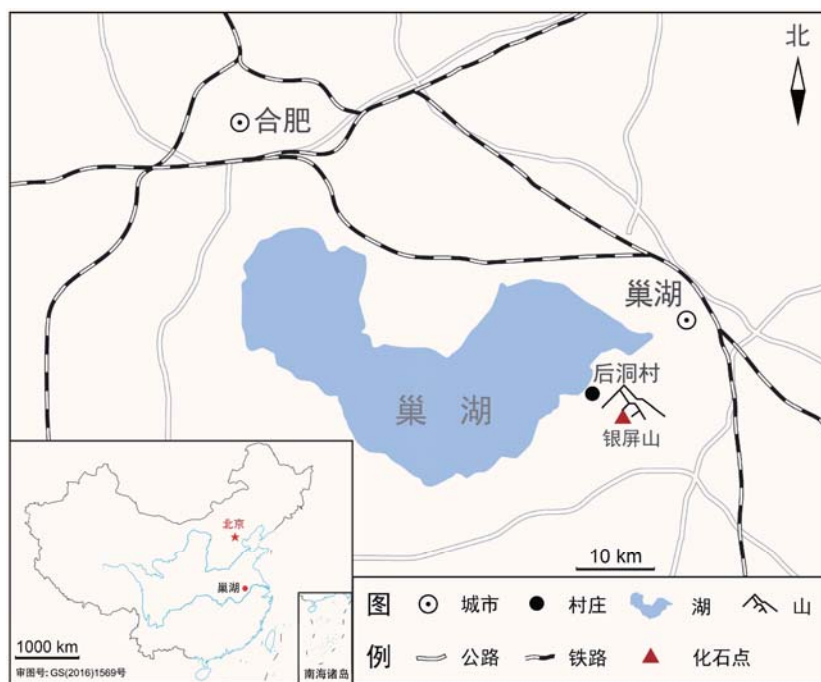 北
合肥
巢湖
后洞村
巢 湖
银屏山
北京
巢湖
10 km
1000 km
审图号: GS(2016)1569号
南海诸岛
图 城市 村庄 湖 山
例 公路 铁路 化石点